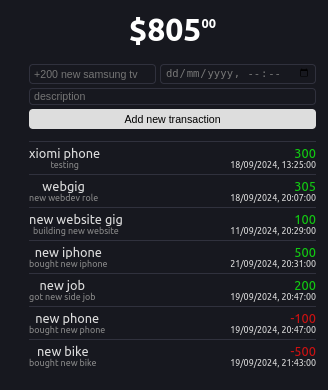 $805⁰⁰
+200 new samsung tv dd/mm/yyyy, --:--
description
Add new transaction
xiomi phone 300
testing 18/09/2024, 13:25:00
webgig 305
new webdev role 18/09/2024, 20:07:00
new website gig 100
building new website 11/09/2024, 20:29:00
new iphone 500
bought new iphone 21/09/2024, 20:31:00
new job 200
got new side job 19/09/2024, 20:47:00
new phone -100
bought new phone 19/09/2024, 20:47:00
new bike -500
bought new bike 19/09/2024, 21:43:00